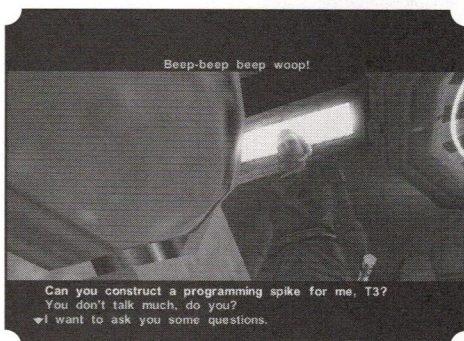 Beep-beep beep woop!
Can you construct a programming spike for me, T3?
You don't talk much, do you?
I want to ask you some questions.